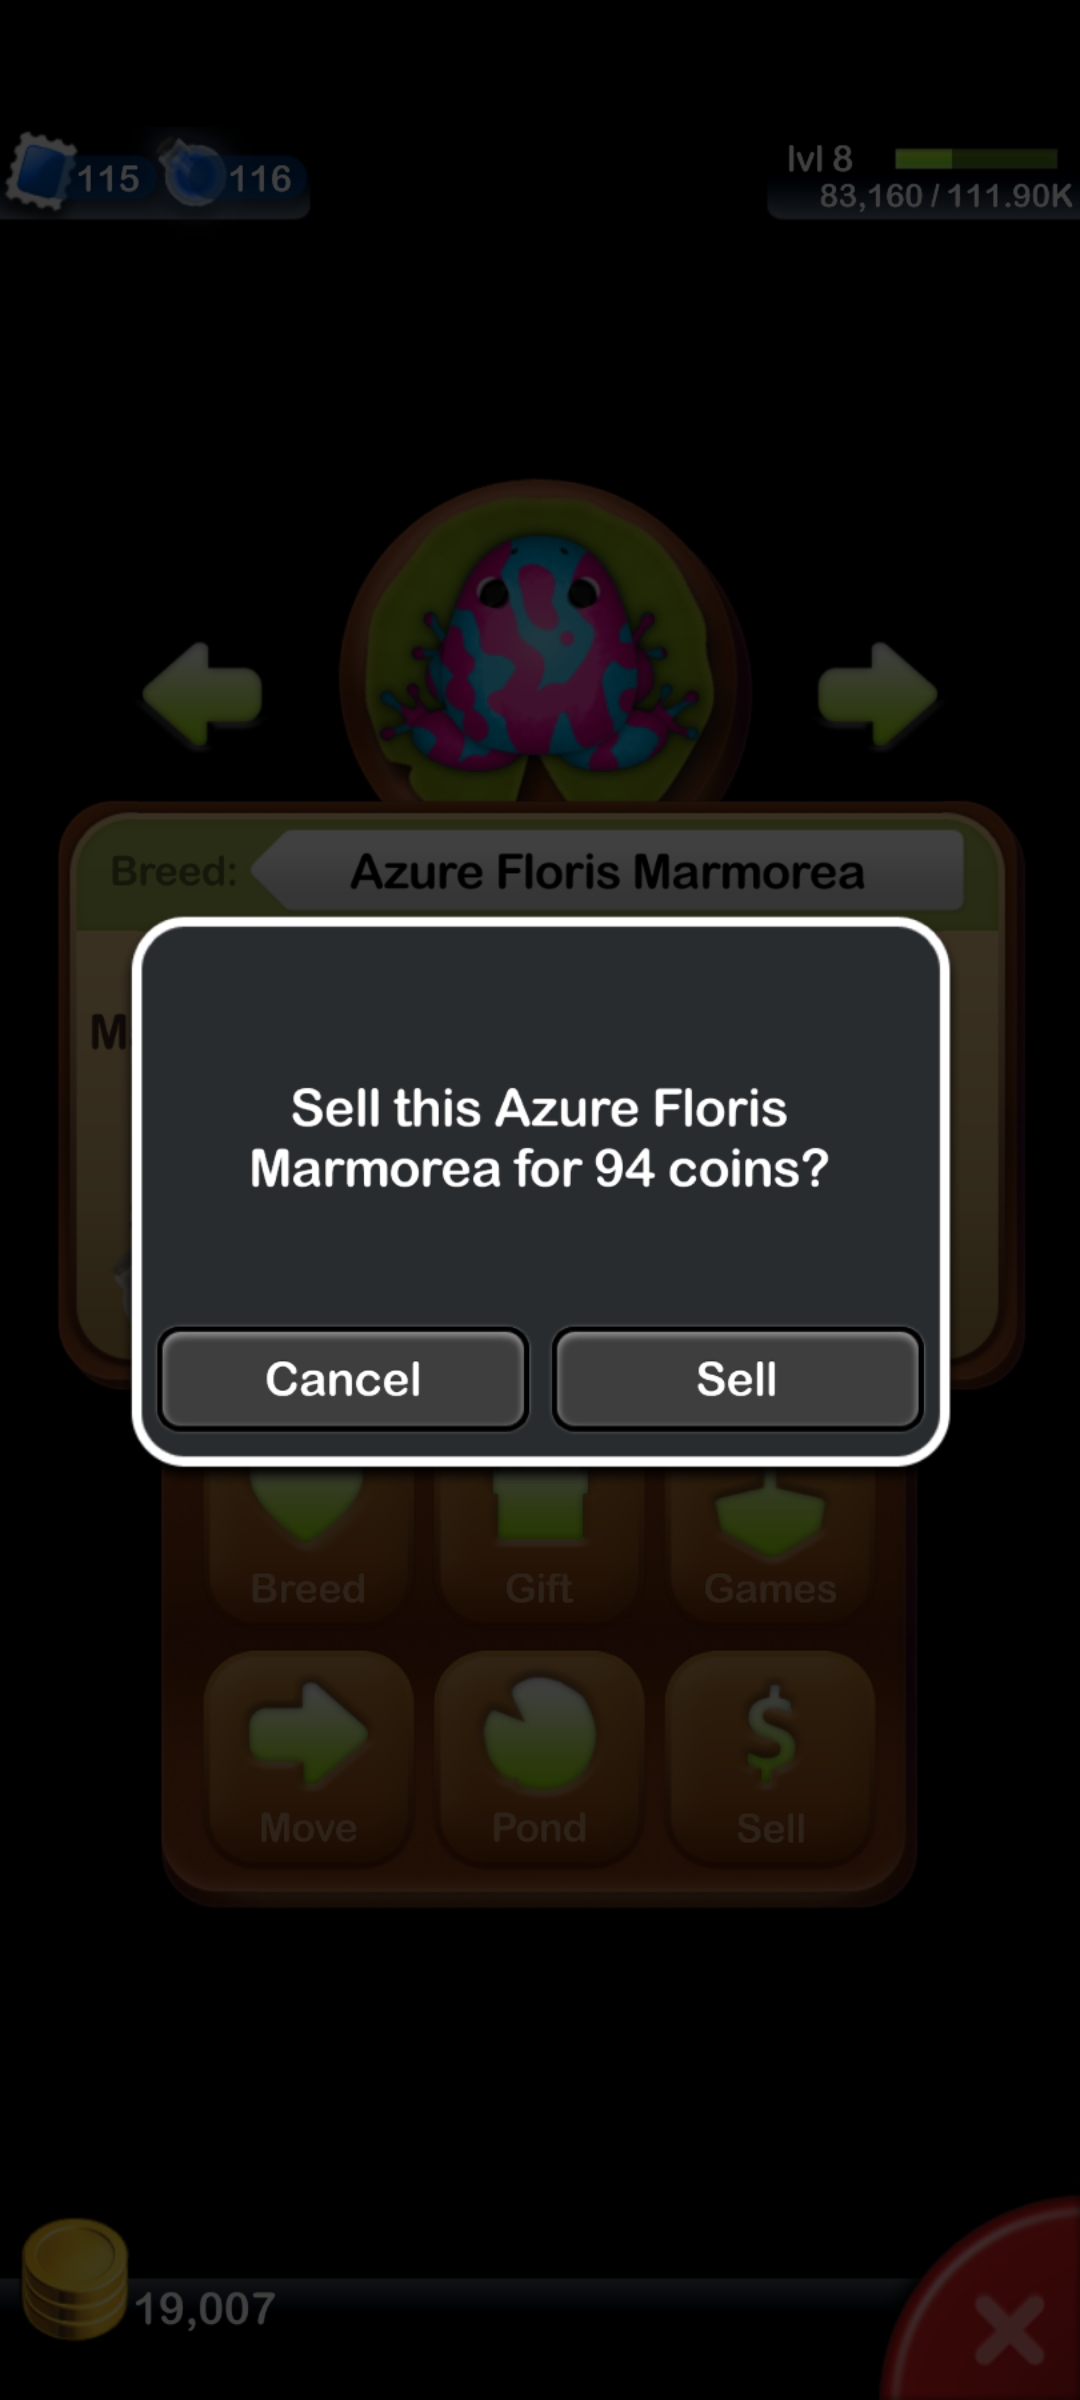 115
116
lvl 8
83,160 / 111.90K
Breed:
Azure Floris Marmorea
M
Sell this Azure Floris
Marmorea for 94 coins?
Cancel
Sell
Breed
Gift
Games
Move
Pond
$
Sell
19,007